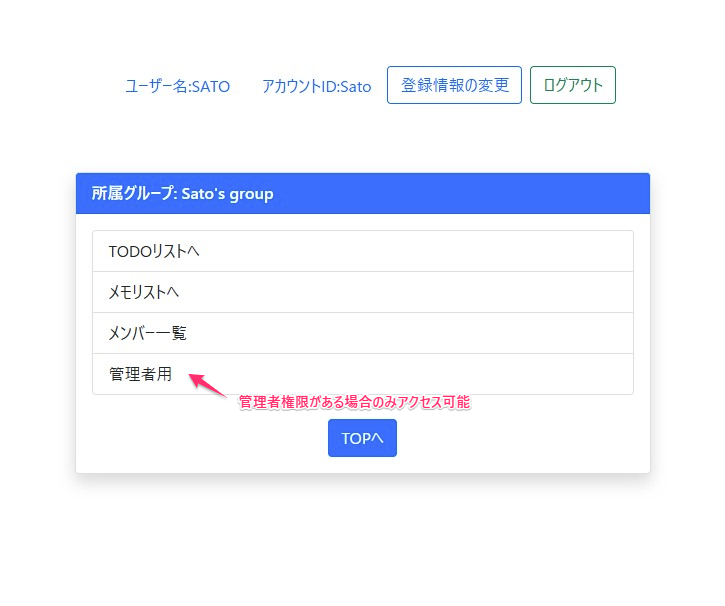 ユーザー名:SATO アカウントID:Sato 登録情報の変更 ログアウト
所属グループ: Sato's group
TODOリストへ
メモリストへ
メンバー一覧
管理者用
管理者権限がある場合のみアクセス可能
TOPへ